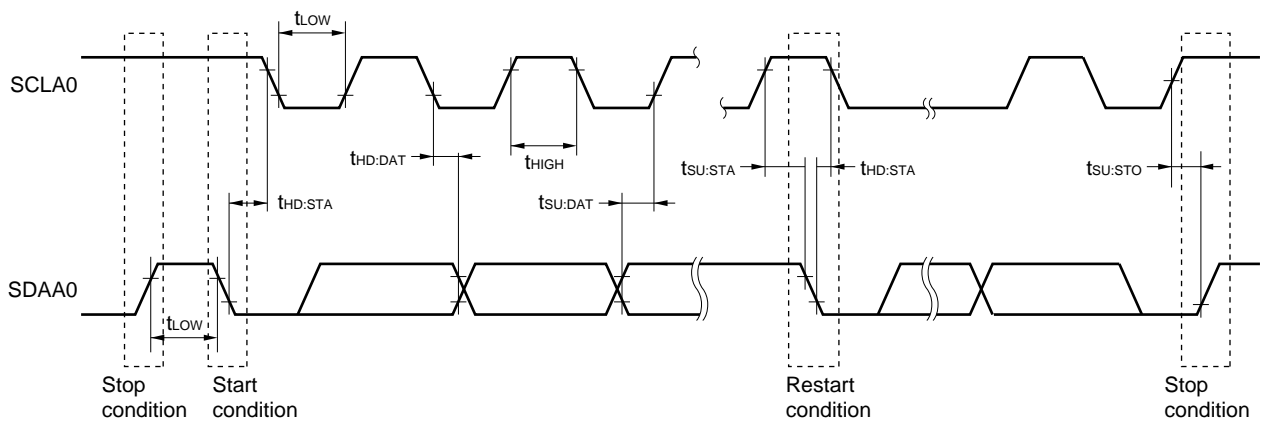 tLOW
SCLA0
tHD:DAT
tHIGH
tSU:STA
tHD:STA
tSU:STO
tHD:STA
tSU:DAT
SDAA0
tLOW
Stop
condition
Start
condition
Restart
condition
Stop
condition